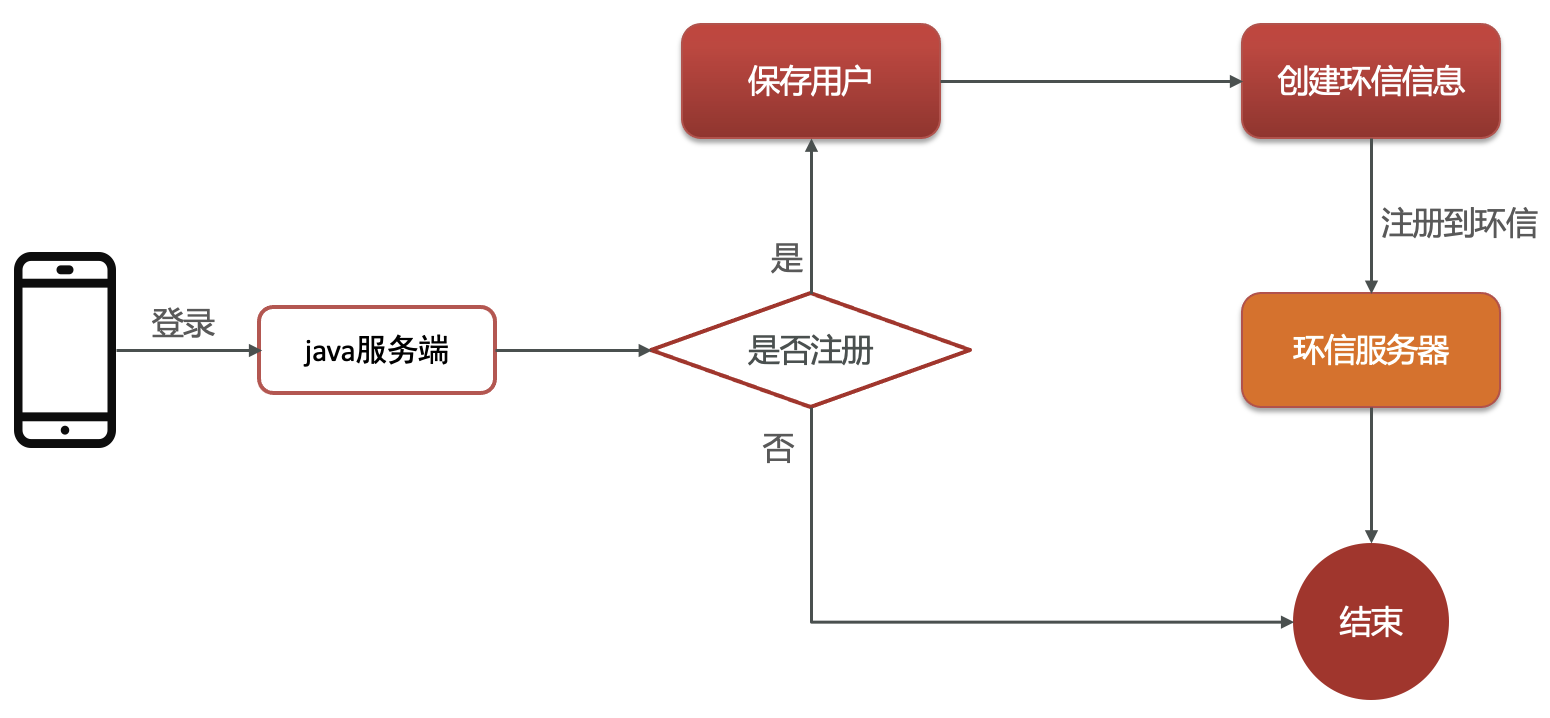 保存用户
创建环信信息
注册到环信
是
登录
java服务端
是否注册
环信服务器
否
结束